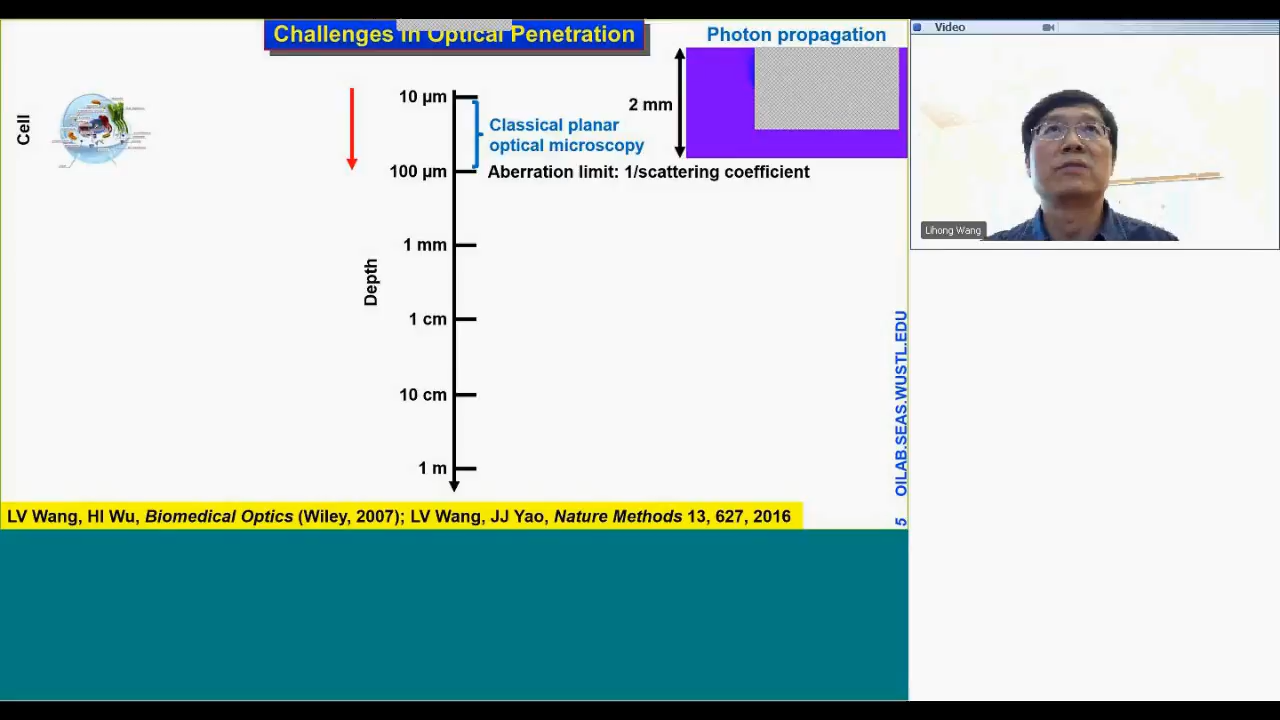 Challenges in Optical Penetration
Photon propagation
Video
Cell
10 µm
Classical planar
optical microscopy
2 mm
100 µm
Aberration limit: 1/scattering coefficient
Lihong Wang
1 mm
Depth
1 cm
10 cm
1 m
OILAB.SEAS.WUSTL.EDU
5
LV Wang, HI Wu, Biomedical Optics (Wiley, 2007); LV Wang, JJ Yao, Nature Methods 13, 627, 2016